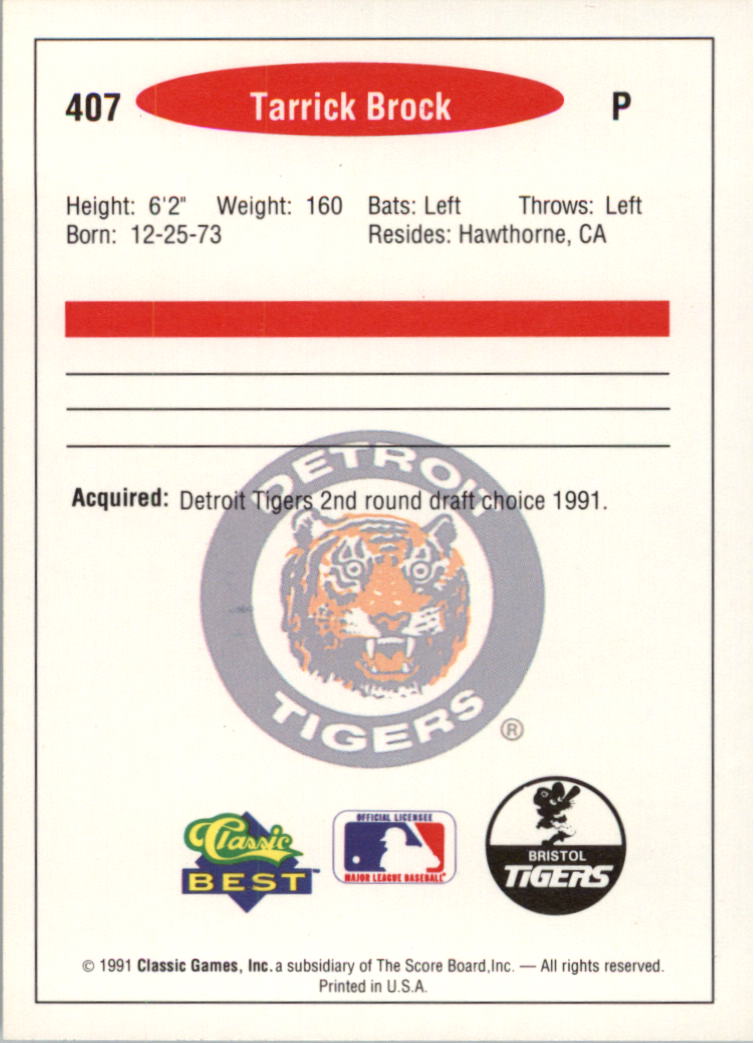 407 Tarrick Brock P
Height: 6'2" Weight: 160 Bats: Left Throws: Left
Born: 12-25-73 Resides: Hawthorne, CA
DETROIT
Acquired: Detroit Tigers 2nd round draft choice 1991.
TIGERS ®
Classic
BEST™
OFFICIAL LICENSEE
MAJOR LEAGUE BASEBALL
BRISTOL
TIGERS
© 1991 Classic Games, Inc. a subsidiary of The Score Board,Inc. — All rights reserved.
Printed in U.S.A.